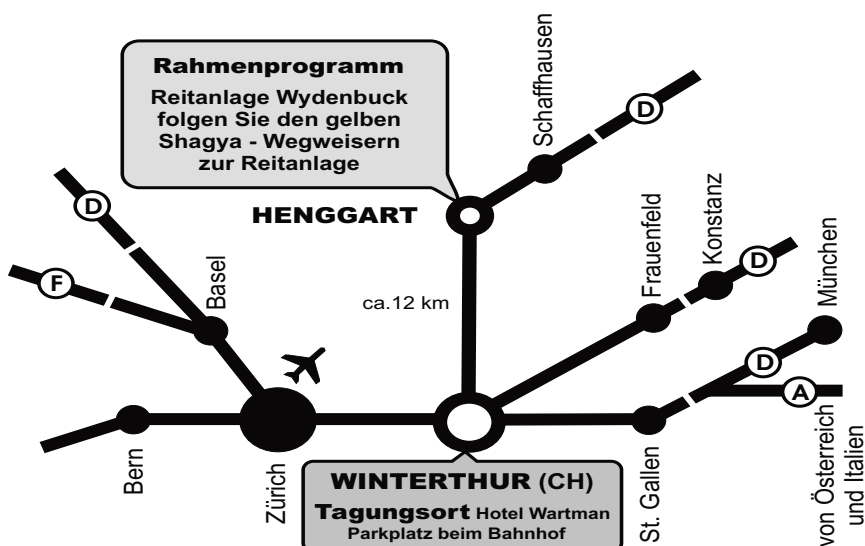 Rahmenprogramm
Reitanlage Wydenbuck
folgen Sie den gelben
Shagya - Wegweisern
zur Reitanlage
Schaffhausen
D
D
HENGGART
F
Basel
ca.12 km
Frauenfeld
Konstanz
D
München
D
A
Bern
Zürich
WINTERTHUR (CH)
Tagungsort Hotel Wartman
Parkplatz beim Bahnhof
St. Gallen
von Österreich
und Italien